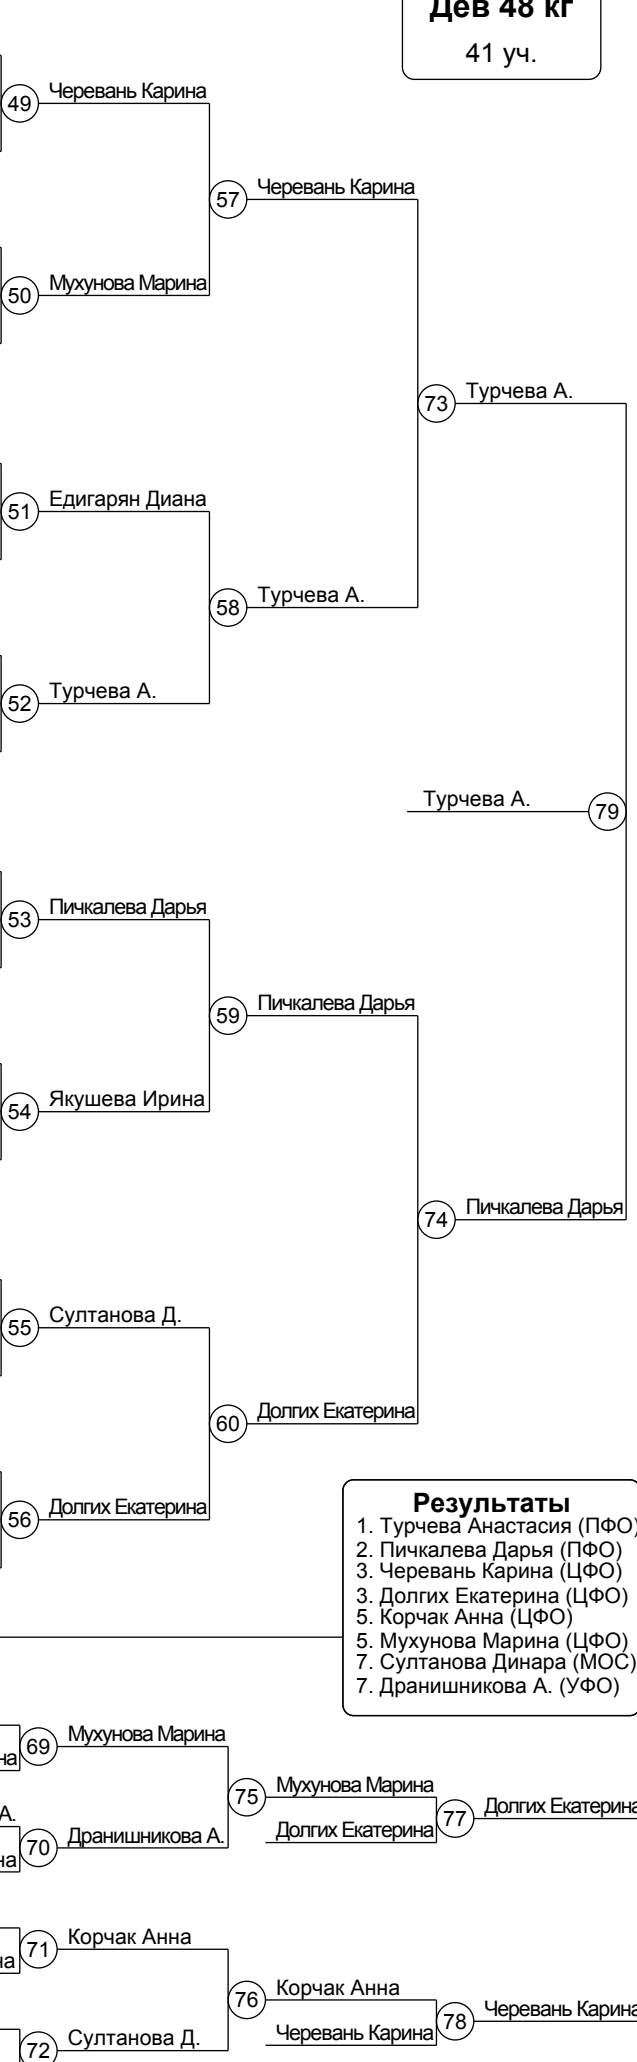 Дев 48 кг
41 уч.
49 Черевань Карина
57 Черевань Карина
50 Мухунова Марина
73 Турчева А.
51 Едигарян Диана
58 Турчева А.
52 Турчева А.
Турчева А. 79
53 Пичкалева Дарья
59 Пичкалева Дарья
54 Якушева Ирина
74 Пичкалева Дарья
55 Султанова Д.
60 Долгих Екатерина
56 Долгих Екатерина
Результаты
1. Турчева Анастасия (ПФО)
2. Пичкалева Дарья (ПФО)
3. Черевань Карина (ЦФО)
3. Долгих Екатерина (ЦФО)
5. Корчак Анна (ЦФО)
5. Мухунова Марина (ЦФО)
7. Султанова Динара (МОС)
7. Дранишникова А. (УФО)
на 69 Мухунова Марина
75 Мухунова Марина
77 Долгих Екатерина
А.
Долгих Екатерина
на 70 Дранишникова А.
на 71 Корчак Анна
76 Корчак Анна
78 Черевань Карина
Черевань Карина
72 Султанова Д.